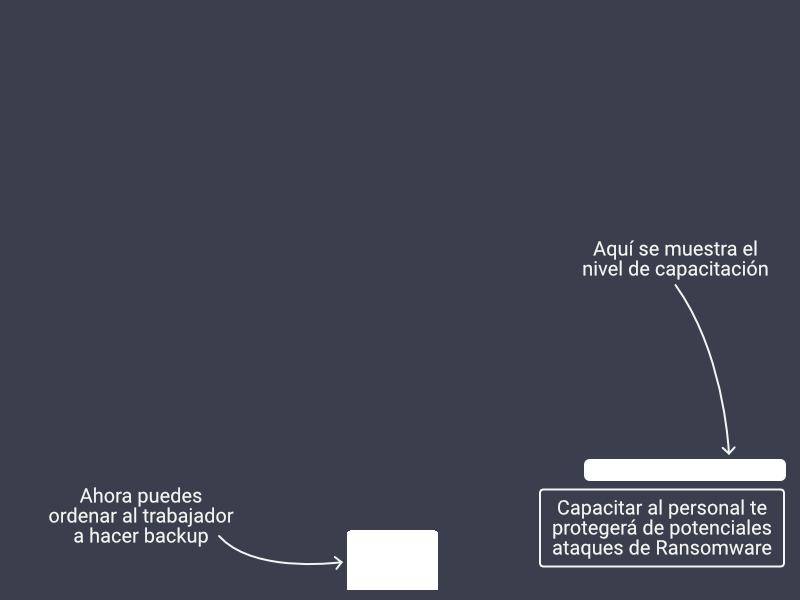 Aquí se muestra el
nivel de capacitación
Ahora puedes
ordenar al trabajador
a hacer backup
Capacitar al personal te
protegerá de potenciales
ataques de Ransomware